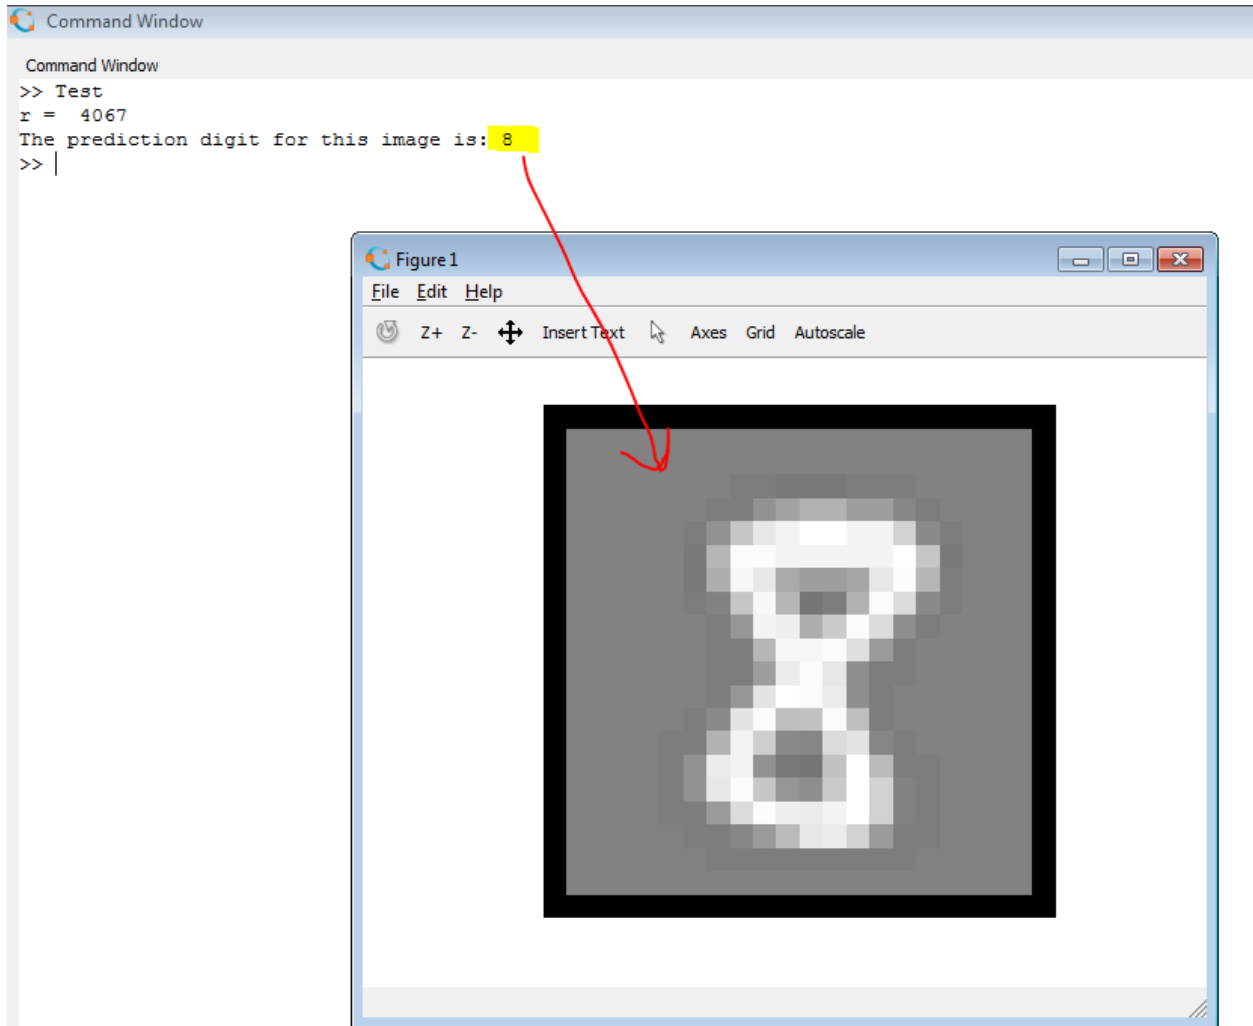 Command Window
Command Window
>> Test
r =  4067
The prediction digit for this image is: 8
>>
Figure 1
File Edit Help
Z+ Z- Insert Text Axes Grid Autoscale
8